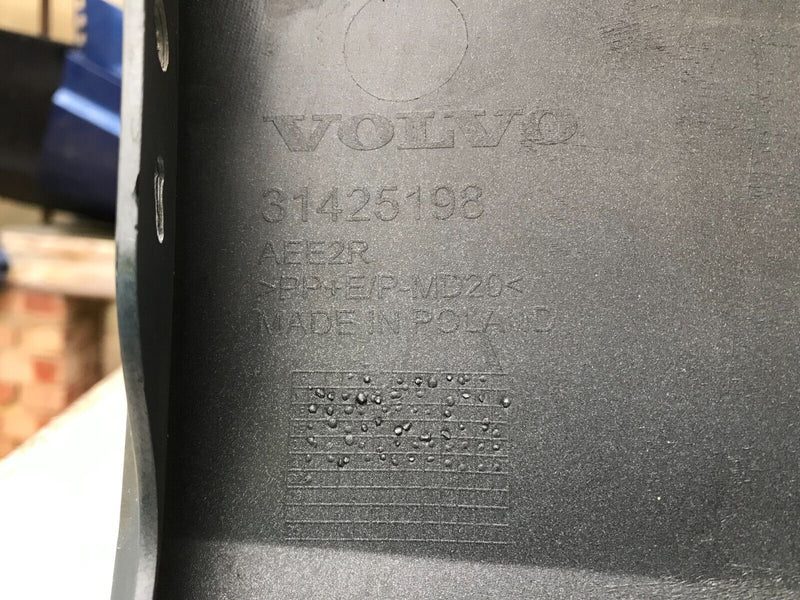 VOLVO
31425198
AEE2R
>PP+E/P-MD20<
MADE IN POLAND